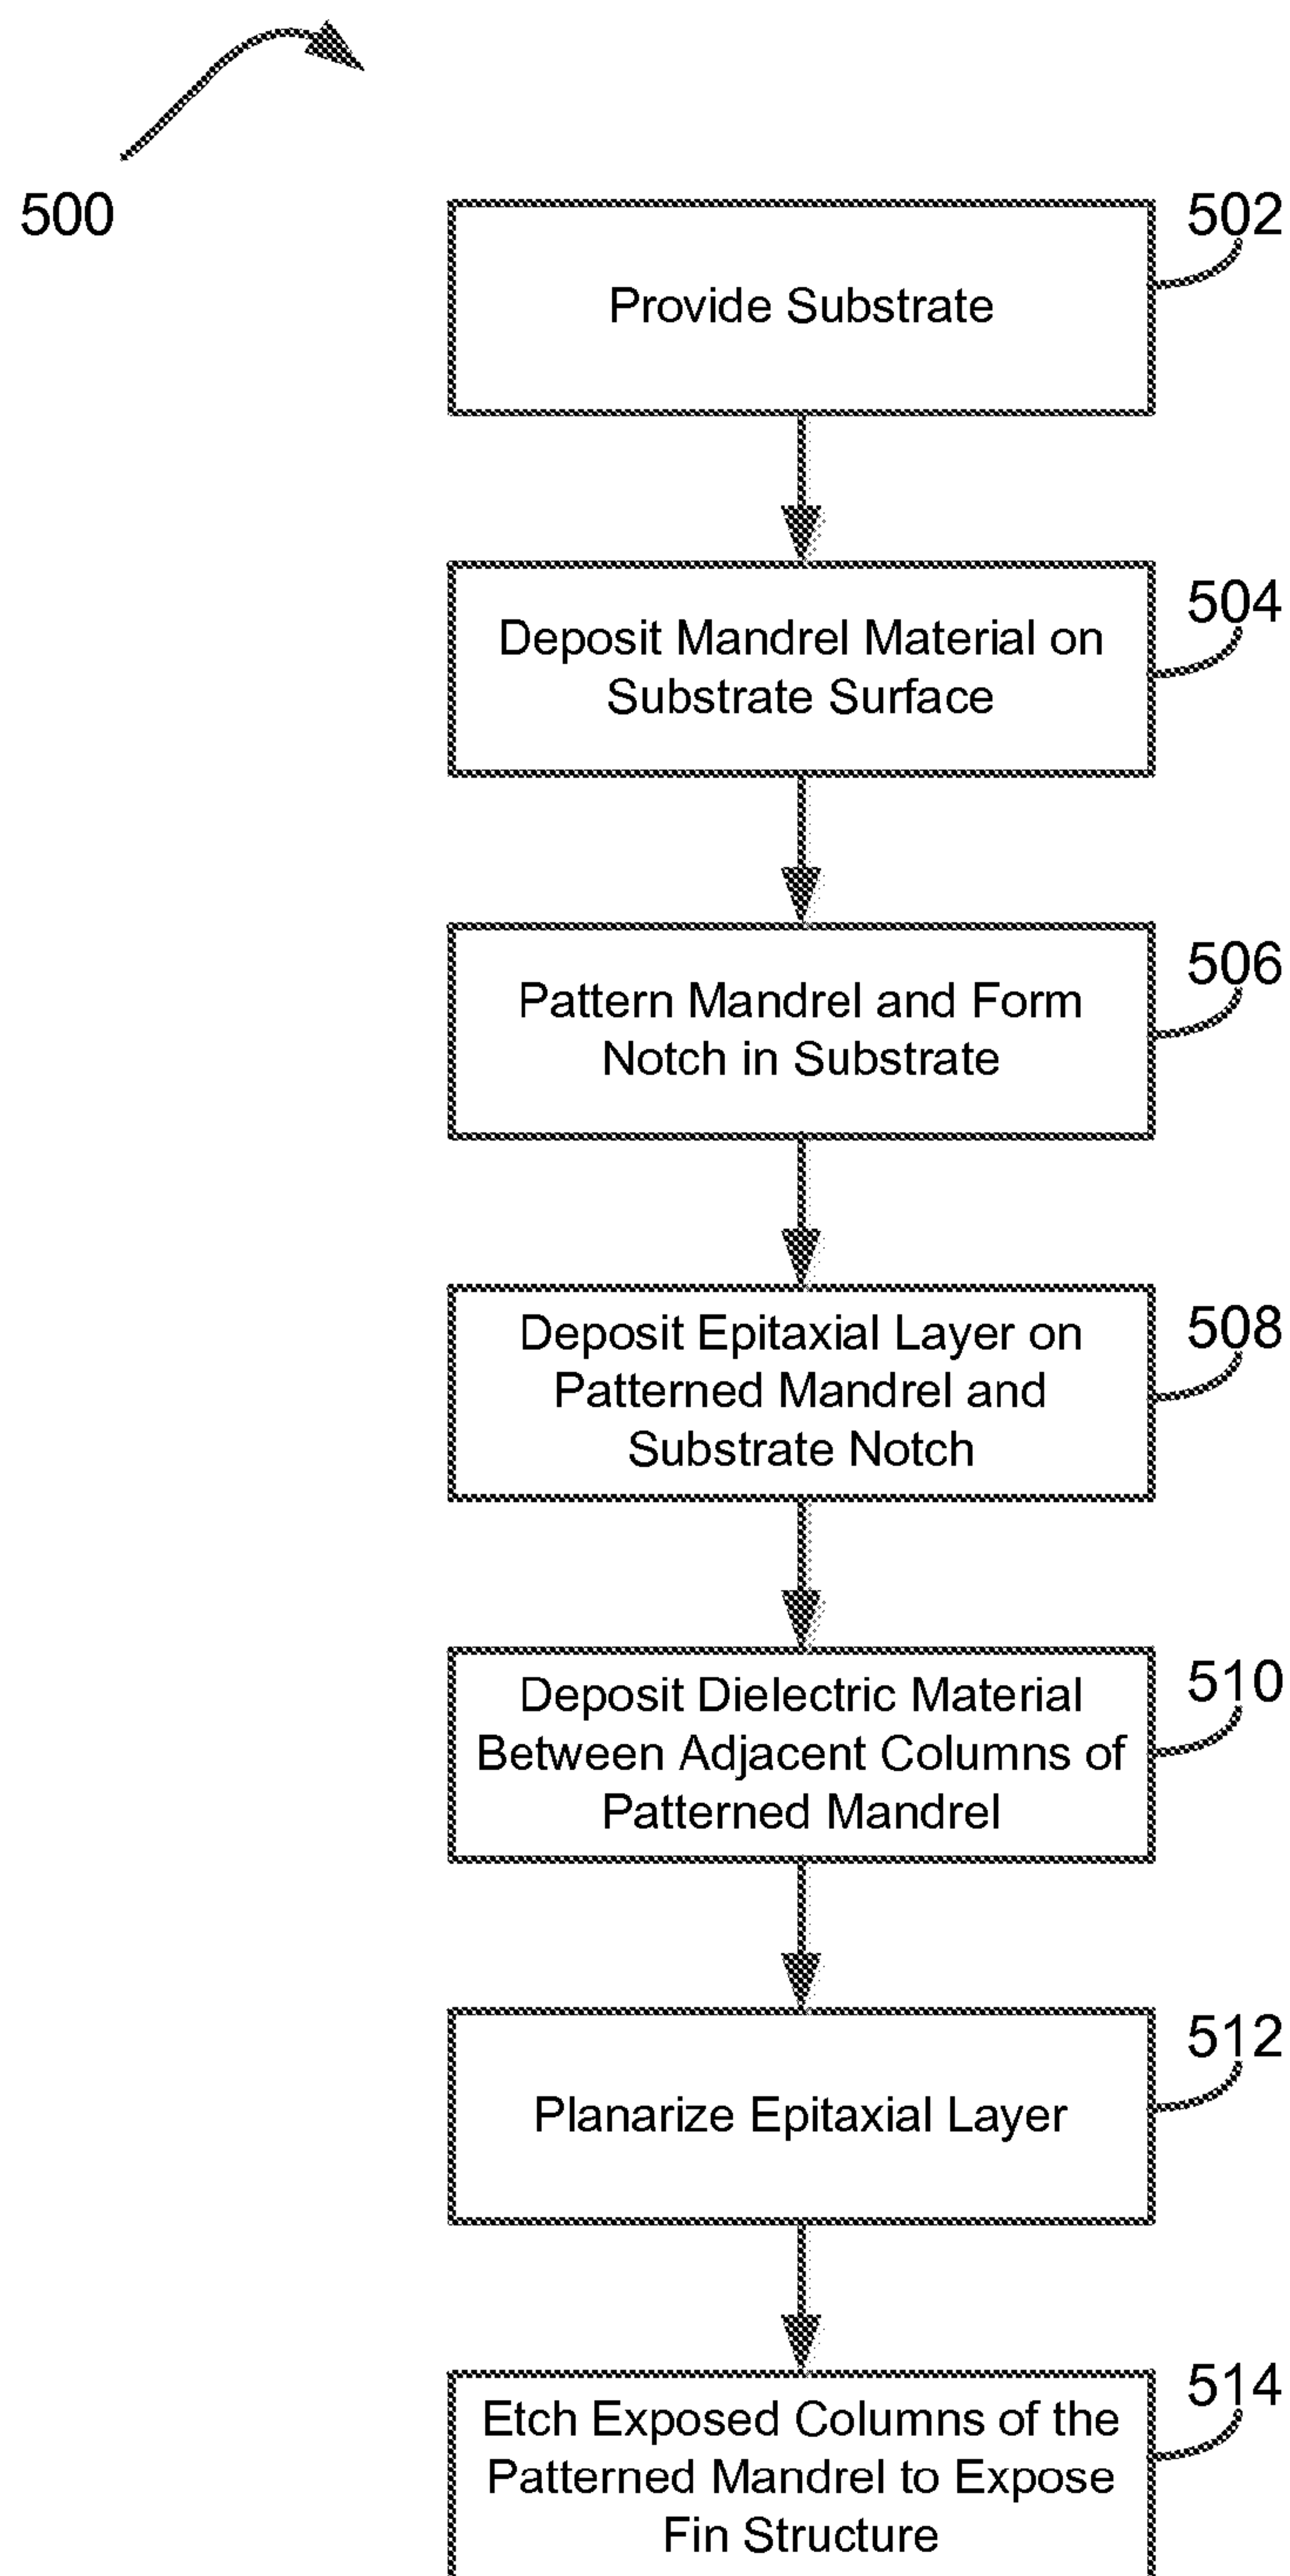 500
502
Provide Substrate
504
Deposit Mandrel Material on
Substrate Surface
506
Pattern Mandrel and Form
Notch in Substrate
508
Deposit Epitaxial Layer on
Patterned Mandrel and
Substrate Notch
510
Deposit Dielectric Material
Between Adjacent Columns of
Patterned Mandrel
512
Planarize Epitaxial Layer
514
Etch Exposed Columns of the
Patterned Mandrel to Expose
Fin Structure